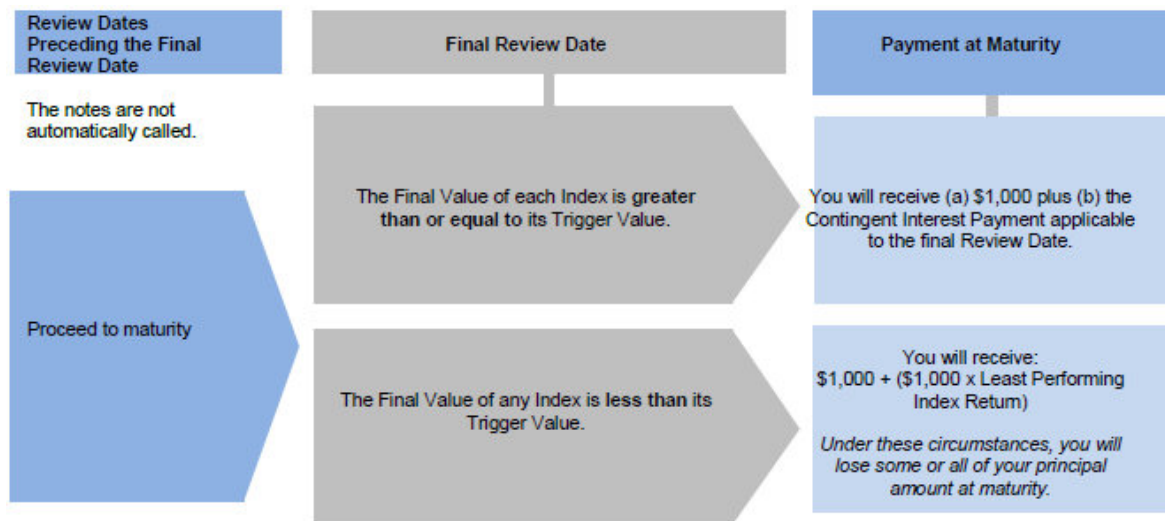 Review Dates
Preceding the Final
Review Date
Final Review Date
Payment at Maturity
The notes are not
automatically called.
The Final Value of each Index is greater
than or equal to its Trigger Value.
You will receive (a) $1,000 plus (b) the
Contingent Interest Payment applicable
to the final Review Date.
Proceed to maturity
The Final Value of any Index is less than its
Trigger Value.
You will receive:
$1,000 + ($1,000 x Least Performing
Index Return)
Under these circumstances, you will
lose some or all of your principal
amount at maturity.